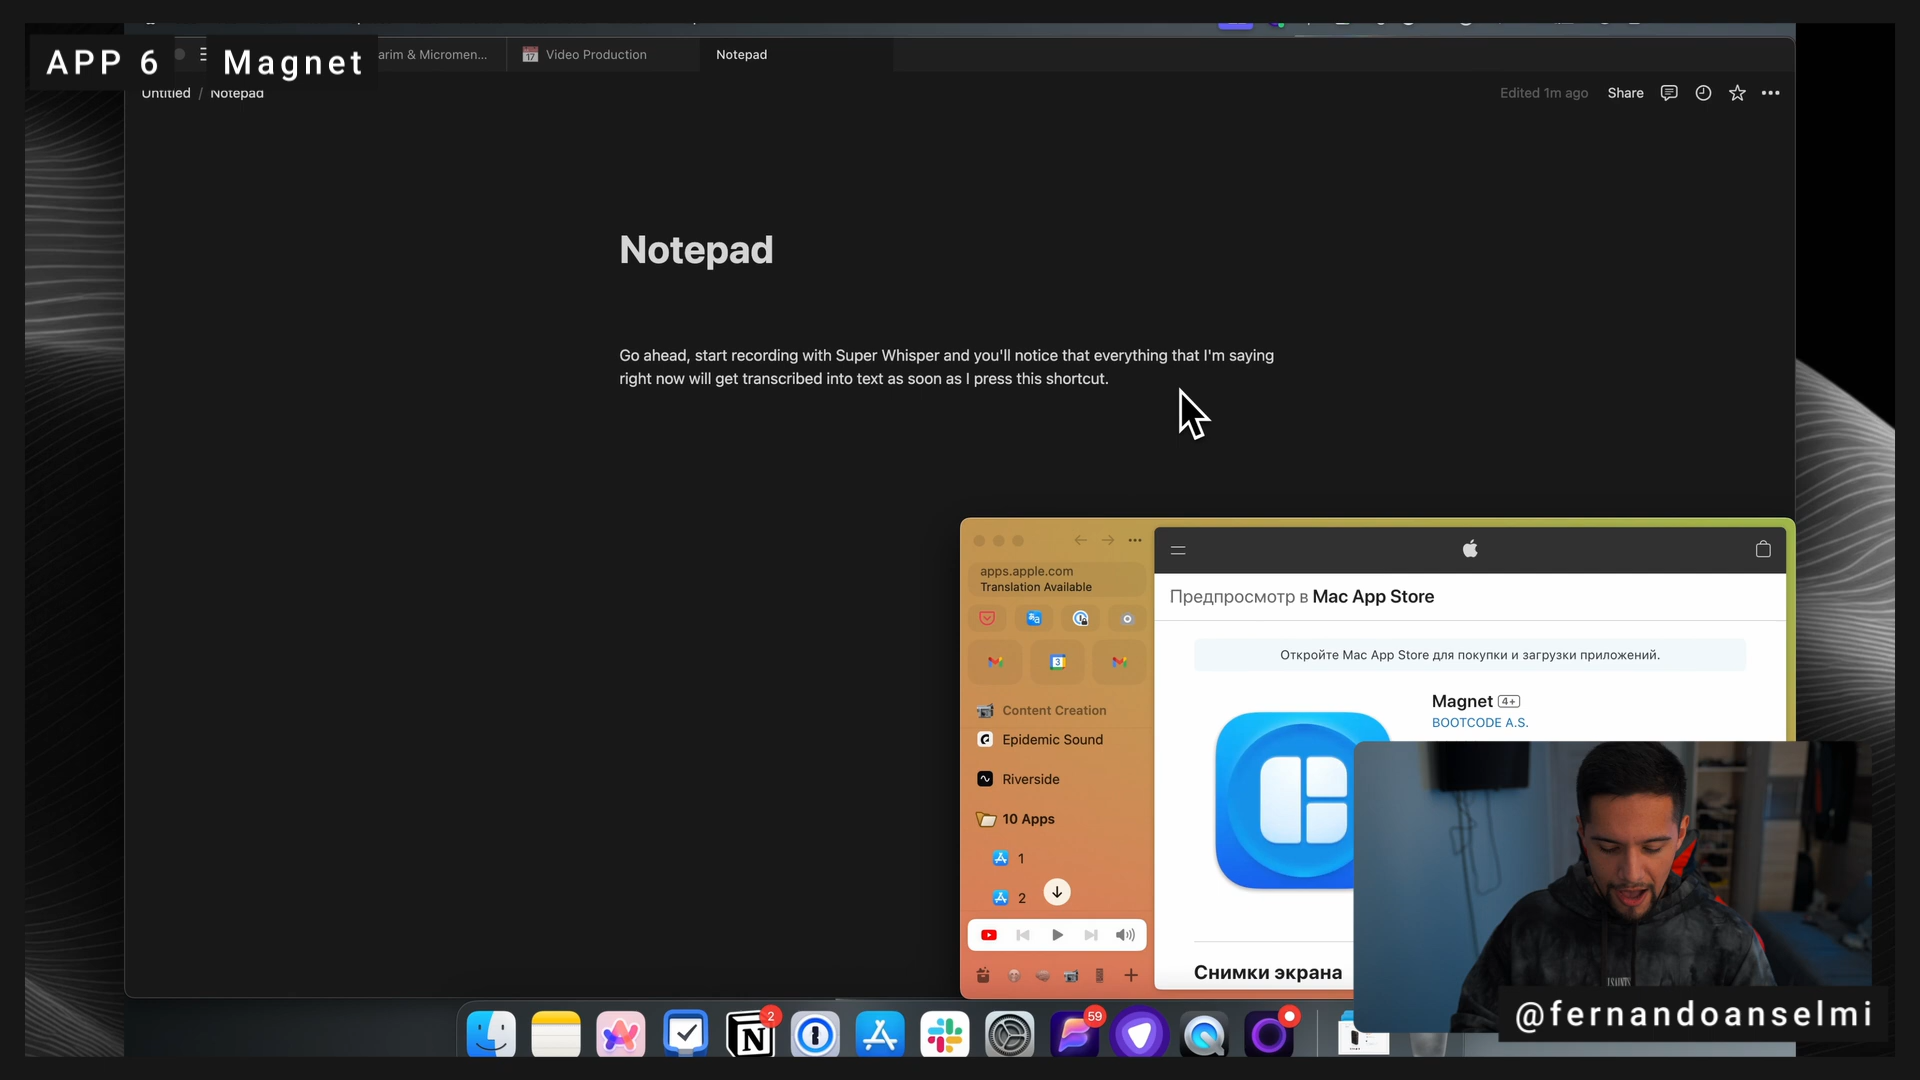 APP 6
Magnet
arim & Micromen...
Video Production
Notepad
Untitled / Notepad
Edited 1m ago
Share
Notepad
Go ahead, start recording with Super Whisper and you'll notice that everything that I'm saying
right now will get transcribed into text as soon as I press this shortcut.
apps.apple.com
Translation Available
Content Creation
Epidemic Sound
Riverside
10 Apps
1
2
Предпросмотр в Mac App Store
Откройте Mac App Store для покупки и загрузки приложений.
Magnet 4+
BOOTCODE A.S.
Снимки экрана
2
59
@fernandoanselmi